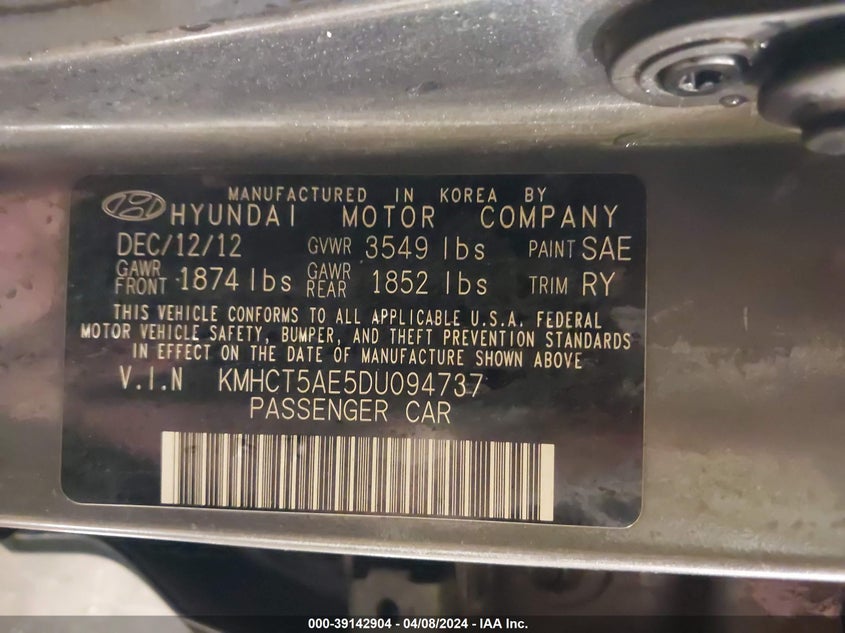 MANUFACTURED IN KOREA BY
HYUNDAI MOTOR COMPANY
DEC/12/12 GVWR 3549 lbs PAINT SAE
GAWR FRONT 1874 lbs GAWR REAR 1852 lbs TRIM RY
THIS VEHICLE CONFORMS TO ALL APPLICABLE U.S.A. FEDERAL
MOTOR VEHICLE SAFETY, BUMPER, AND THEFT PREVENTION STANDARDS
IN EFFECT ON THE DATE OF MANUFACTURE SHOWN ABOVE
V.I.N KMHCT5AE5DU094737
PASSENGER CAR
000-39142904 - 04/08/2024 - IAA Inc.